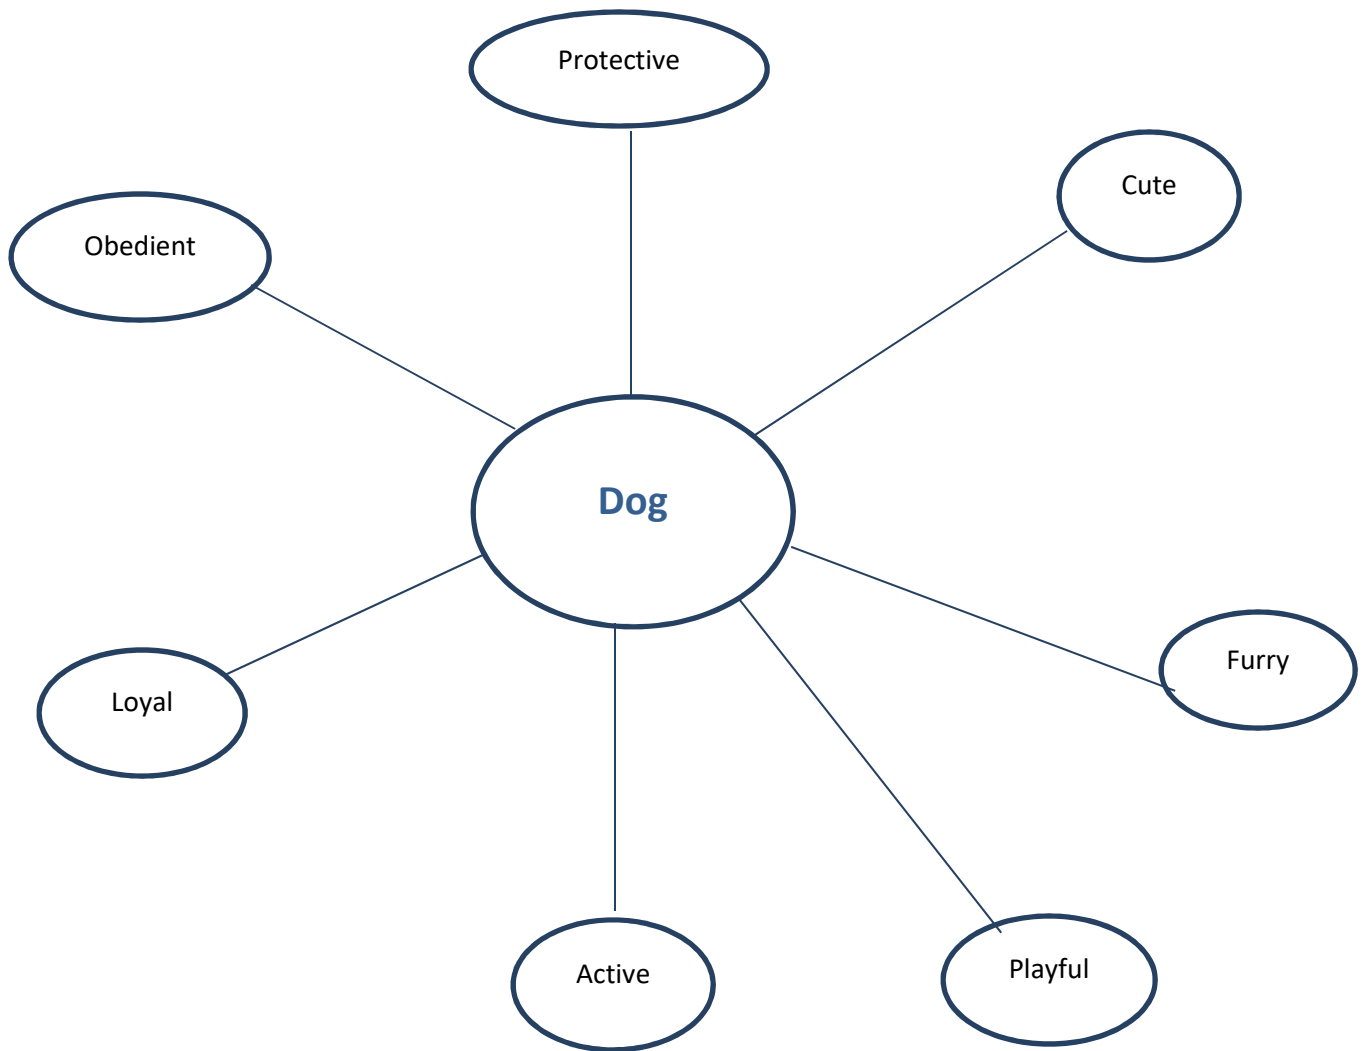 Protective
Cute
Obedient
Dog
Furry
Loyal
Playful
Active